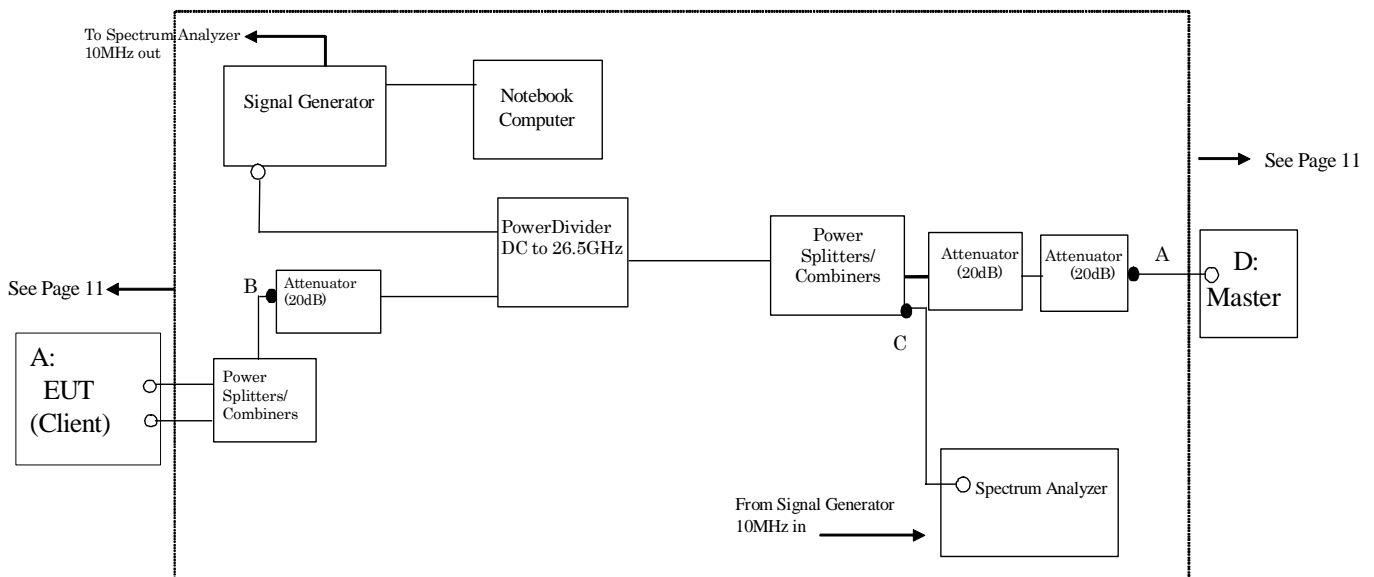 To Spectrum Analyzer
10MHz out
Signal Generator
Notebook
Computer
See Page 11
PowerDivider
DC to 26.5GHz
Power
Splitters/
Combiners
Attenuator
(20dB)
Attenuator
(20dB)
A
D:
Master
See Page 11
B
Attenuator
(20dB)
C
A:
EUT
(Client)
Power
Splitters/
Combiners
Spectrum Analyzer
From Signal Generator
10MHz in